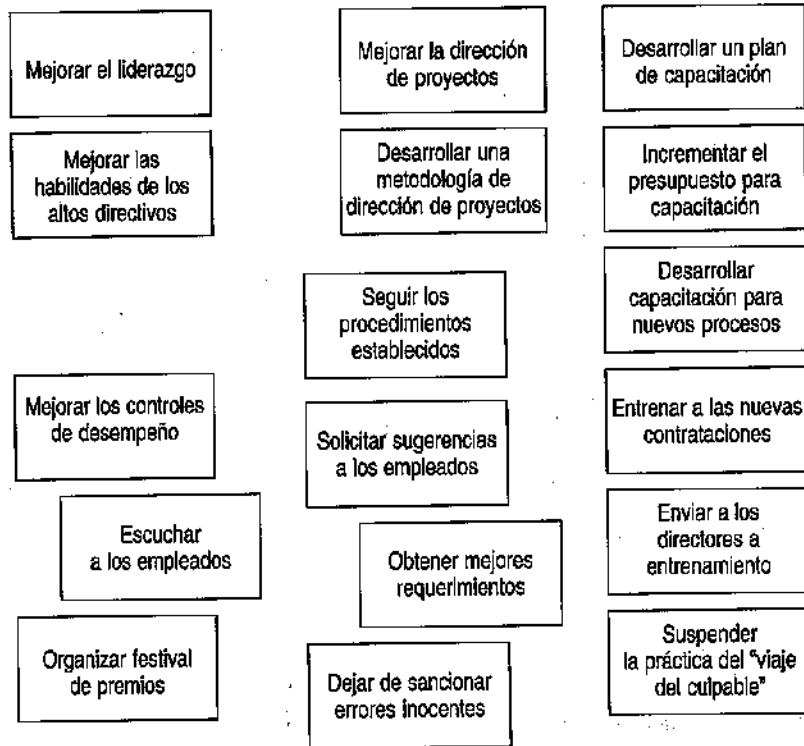 Mejorar el liderazgo
Mejorar las
habilidades de los
altos directivos
Mejorar los controles
de desempeño
Escuchar
a los empleados
Organizar festival
de premios
Mejorar la dirección
de proyectos
Desarrollar una
metodología de
dirección de proyectos
Seguir los
procedimientos
establecidos
Solicitar sugerencias
a los empleados
Obtener mejores
requerimientos
Dejar de sancionar
errores inocentes
Desarrollar un plan
de capacitación
Incrementar el
presupuesto para
capacitación
Desarrollar
capacitación para
nuevos procesos
Entrenar a las nuevas
contrataciones
Enviar a los
directores a
entrenamiento
Suspender
la práctica del "viaje
del culpable"